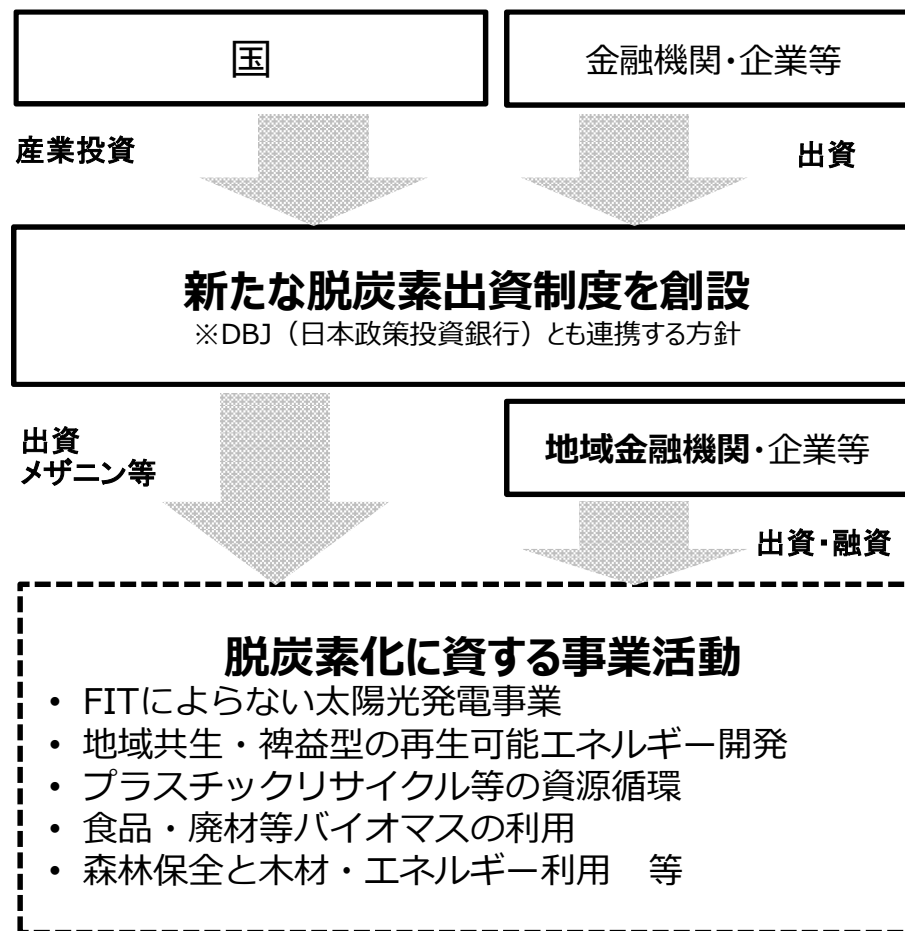 国
金融機関・企業等
産業投資
出資
新たな脱炭素出資制度を創設
※DBJ（日本政策投資銀行）とも連携する方針
出資
メザニン等
地域金融機関・企業等
出資・融資
脱炭素化に資する事業活動
• FITによらない太陽光発電事業
• 地域共生・裨益型の再生可能エネルギー開発
• プラスチックリサイクル等の資源循環
• 食品・廃材等バイオマスの利用
• 森林保全と木材・エネルギー利用　等